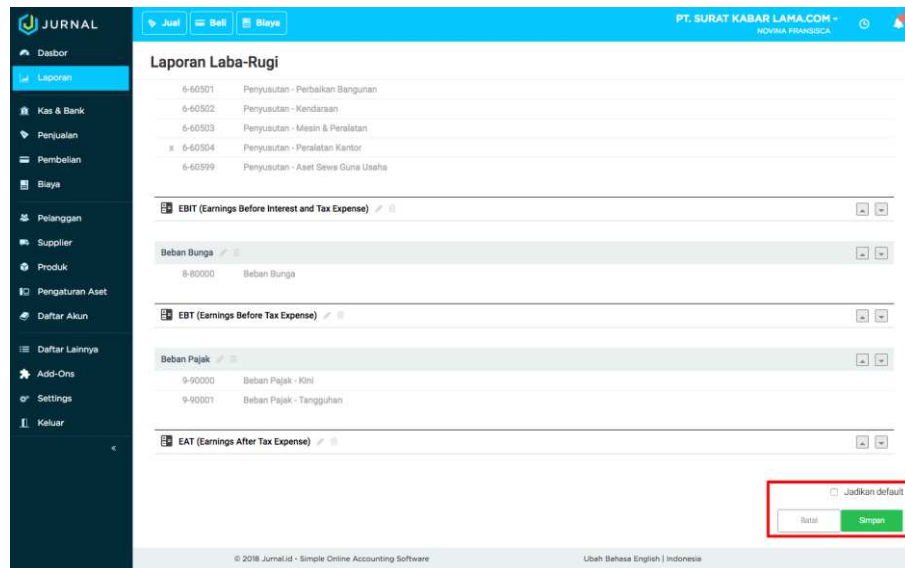 JURNAL
Jual Beli Biaya
PT. SURAT KABAR LAMA.COM
NOVINA FRANSISCA
Dasbor
Laporan
Kas & Bank
Penjualan
Pembelian
Biaya
Pelanggan
Supplier
Produk
Pengaturan Aset
Daftar Akun
Daftar Lainnya
Add-Ons
Settings
Keluar
«
Laporan Laba-Rugi
6-60501 Penyusutan - Perbaikan Bangunan
6-60502 Penyusutan - Kendaraan
6-60503 Penyusutan - Mesin & Peralatan
x 6-60504 Penyusutan - Peralatan Kantor
6-60599 Penyusutan - Aset Sewa Guna Usaha
EBIT (Earnings Before Interest and Tax Expense)
Beban Bunga
8-80000 Beban Bunga
EBT (Earnings Before Tax Expense)
Beban Pajak
9-90000 Beban Pajak - Kini
9-90001 Beban Pajak - Tangguhan
EAT (Earnings After Tax Expense)
Jadikan default
Batal Simpan
© 2018 Jurnal.id - Simple Online Accounting Software Ubah Bahasa English | Indonesia